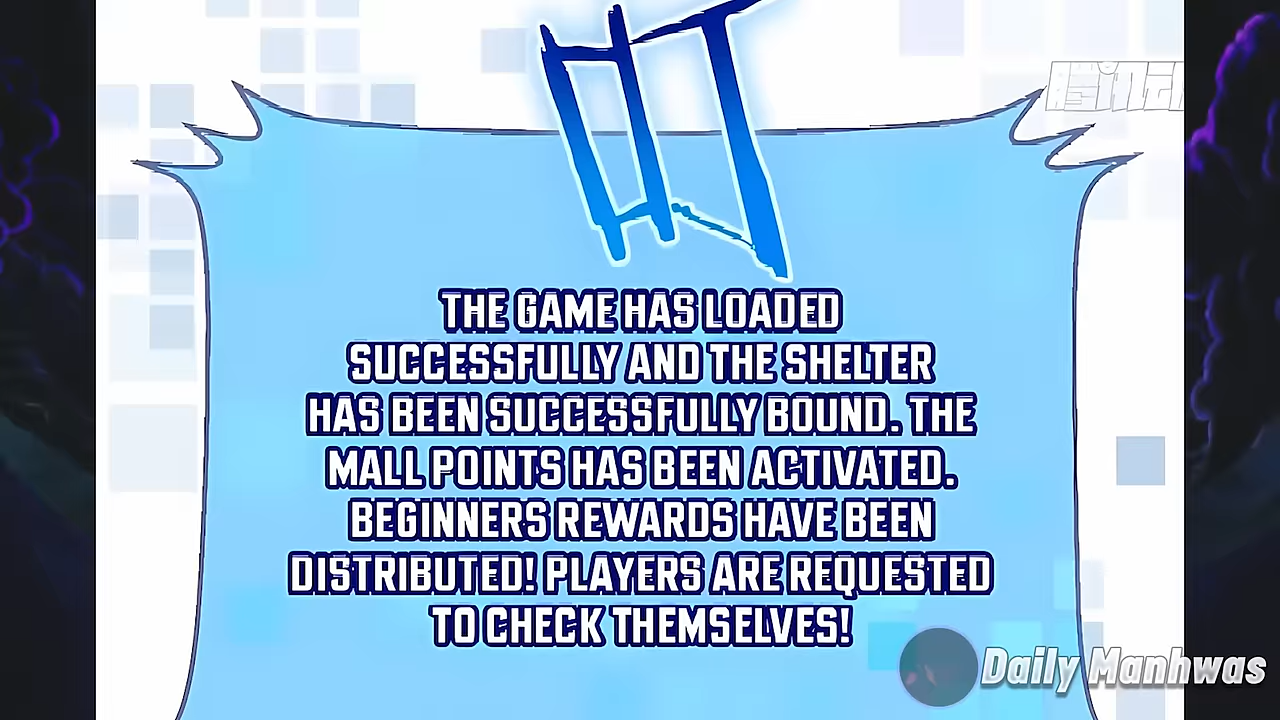 THE GAME HAS LOADED
SUCCESSFULLY AND THE SHELTER
HAS BEEN SUCCESSFULLY BOUND. THE
MALL POINTS HAS BEEN ACTIVATED.
BEGINNERS REWARDS HAVE BEEN
DISTRIBUTED! PLAYERS ARE REQUESTED
TO CHECK THEMSELVES!
Daily Manhwas